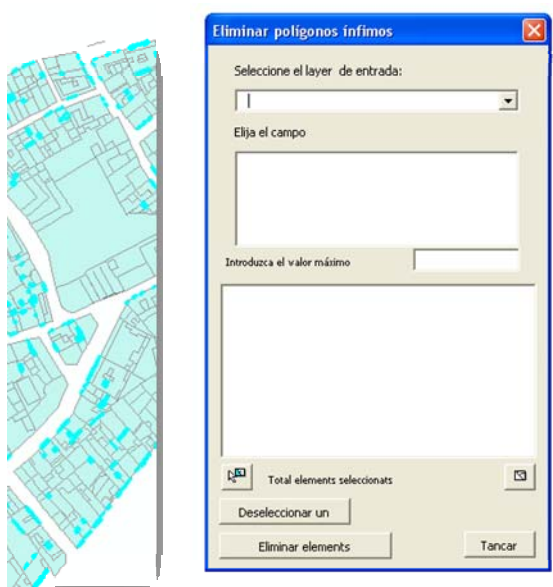 Eliminar polígonos ínfimos
Seleccione el layer de entrada:
Elija el campo
Introduzca el valor máximo
Total elements seleccionats
Deseleccionar un
Eliminar elements
Tancar